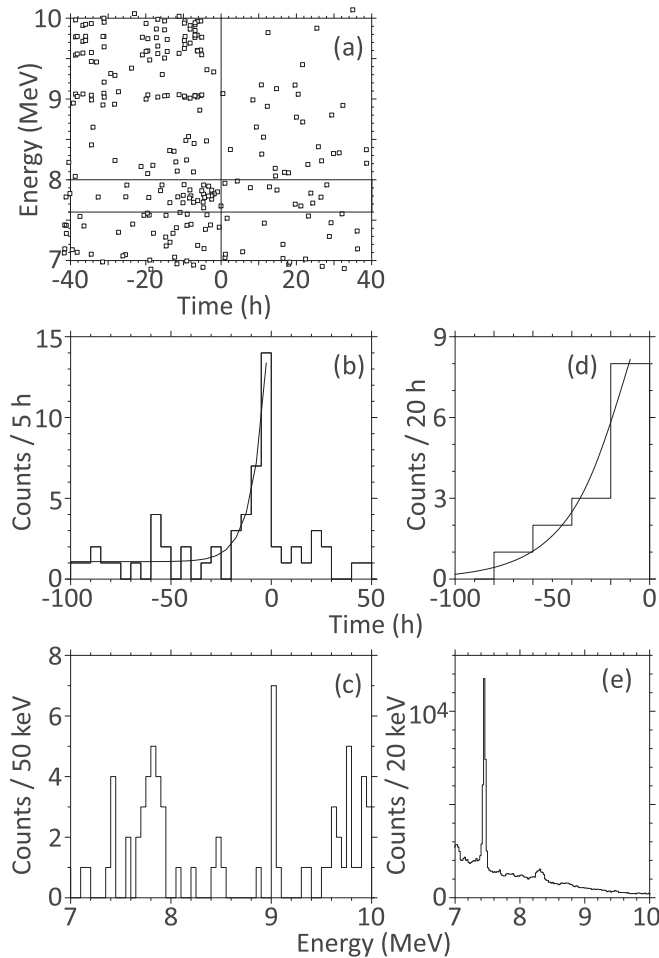 10
(a)
9
Energy (MeV)
8
7
-40 -20 0 20 40
Time (h)
15
(b)
10
Counts / 5 h
5
0
-100 -50 0 50
9
(d)
6
Counts / 20 h
3
0
-100 -50 0
Time (h)
8
(c)
6
Counts / 50 keV
4
2
0
7 8 9 10
(e)
10⁴
Counts / 20 keV
0
7 8 9 10
Energy (MeV)